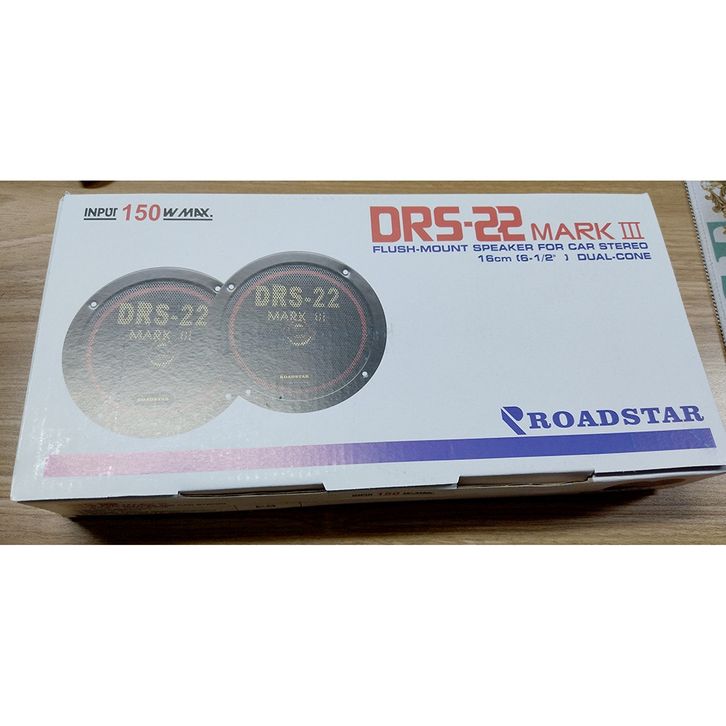 INPUT 150 W MAX.
DRS-22 MARK III
FLUSH-MOUNT SPEAKER FOR CAR STEREO
16cm (6-1/2" ) DUAL-CONE
DRS-22
MARK III
ROADSTAR
DRS-22
MARK III
ROADSTAR
ROADSTAR
INPUT 150 W MAX.